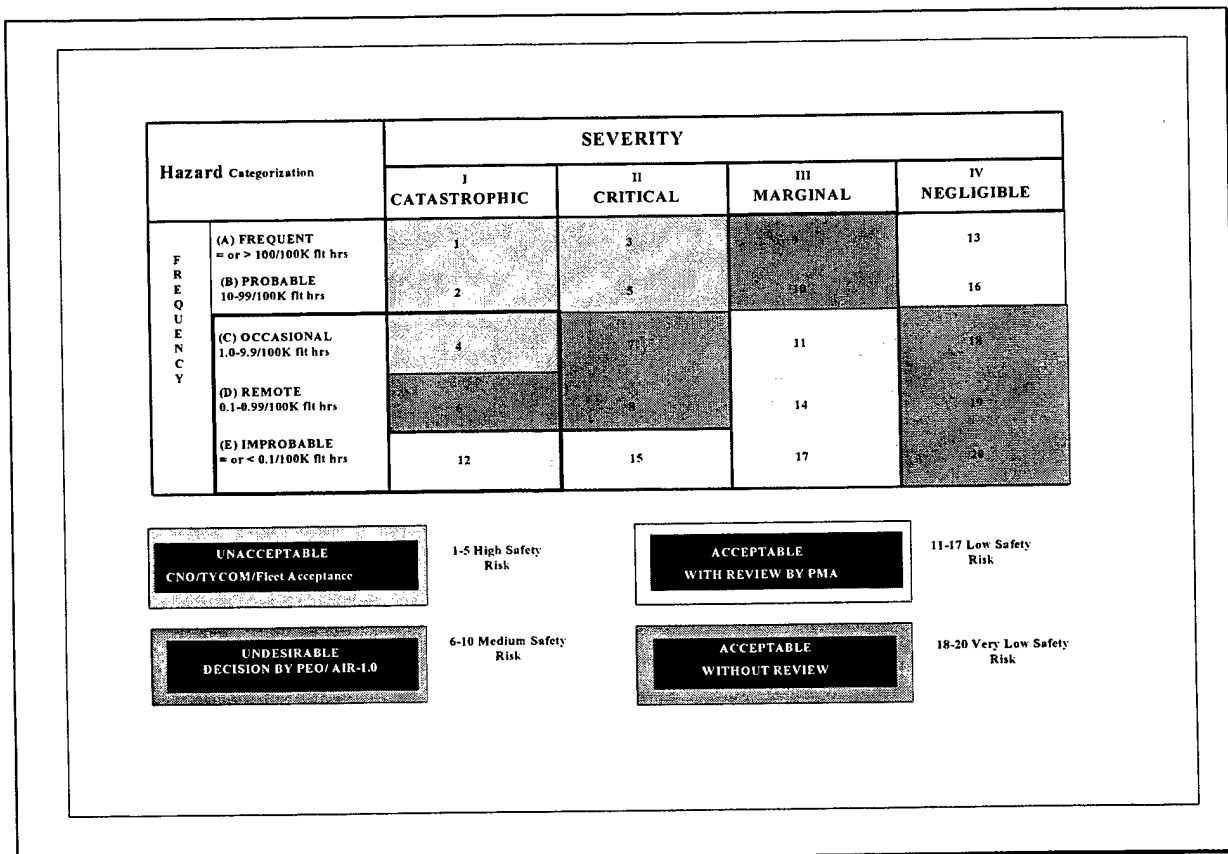 SEVERITY
Hazard Categorization
I
CATASTROPHIC
II
CRITICAL
III
MARGINAL
IV
NEGLIGIBLE
FREQUENCY
(A) FREQUENT
= or > 100/100K flt hrs
1
3
9
13
(B) PROBABLE
10-99/100K flt hrs
2
5
10
16
(C) OCCASIONAL
1.0-9.9/100K flt hrs
4
7
11
18
(D) REMOTE
0.1-0.99/100K flt hrs
6
8
14
19
(E) IMPROBABLE
= or < 0.1/100K flt hrs
12
15
17
20
UNACCEPTABLE
CNO/TYCOM/Fleet Acceptance
1-5 High Safety
Risk
ACCEPTABLE
WITH REVIEW BY PMA
11-17 Low Safety
Risk
UNDESIRABLE
DECISION BY PEO/ AIR-1.0
6-10 Medium Safety
Risk
ACCEPTABLE
WITHOUT REVIEW
18-20 Very Low Safety
Risk